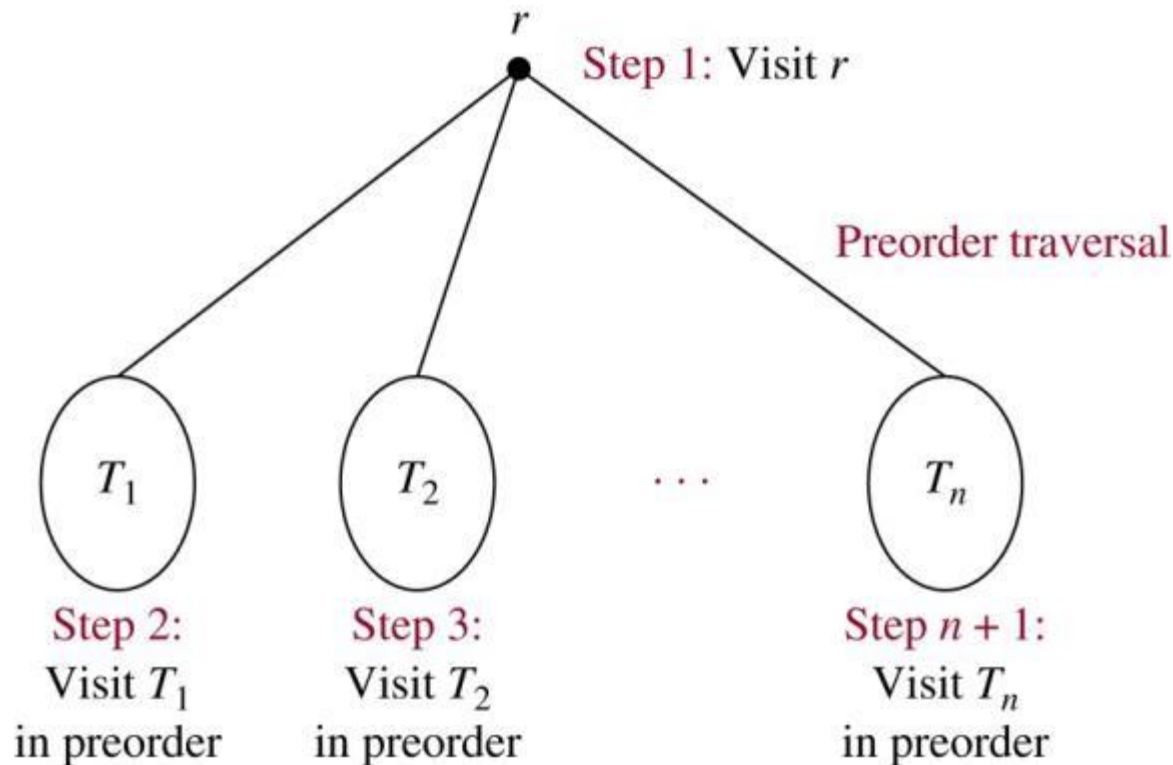 r
Step 1: Visit r
Preorder traversal
T1
T2
. . .
Tn
Step 2:
Visit T1
in preorder
Step 3:
Visit T2
in preorder
Step n + 1:
Visit Tn
in preorder